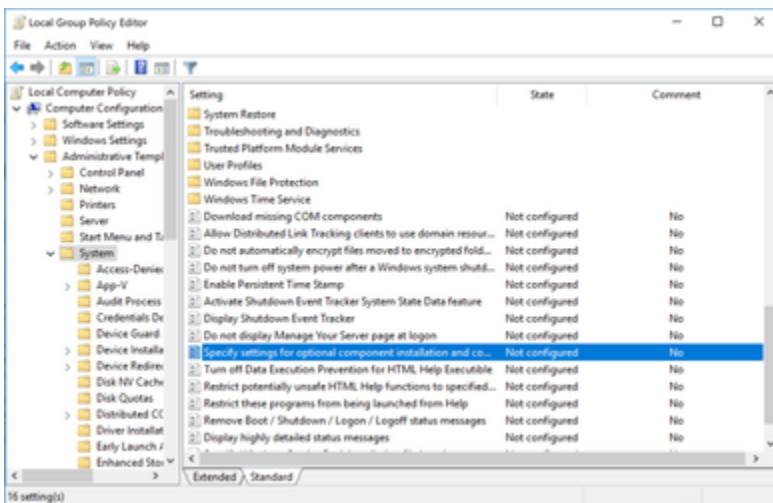 Local Group Policy Editor
File Action View Help
Local Computer Policy
Computer Configuration
Software Settings
Windows Settings
Administrative Templ
Control Panel
Network
Printers
Server
Start Menu and Ta
System
Access-Denied
App-V
Audit Process
Credentials De
Device Guard
Device Installa
Device Redirec
Disk NV Cache
Disk Quotas
Distributed CO
Driver Installat
Early Launch A
Enhanced Stor
Setting State Comment
System Restore
Troubleshooting and Diagnostics
Trusted Platform Module Services
User Profiles
Windows File Protection
Windows Time Service
Download missing COM components Not configured No
Allow Distributed Link Tracking clients to use domain resour... Not configured No
Do not automatically encrypt files moved to encrypted fold... Not configured No
Do not turn off system power after a Windows system shutd... Not configured No
Enable Persistent Time Stamp Not configured No
Activate Shutdown Event Tracker System State Data feature Not configured No
Display Shutdown Event Tracker Not configured No
Do not display Manage Your Server page at logon Not configured No
Specify settings for optional component installation and co... Not configured No
Turn off Data Execution Prevention for HTML Help Executible Not configured No
Restrict potentially unsafe HTML Help functions to specified... Not configured No
Restrict these programs from being launched from Help Not configured No
Remove Boot / Shutdown / Logon / Logoff status messages Not configured No
Display highly detailed status messages Not configured No
Extended Standard
16 setting(s)